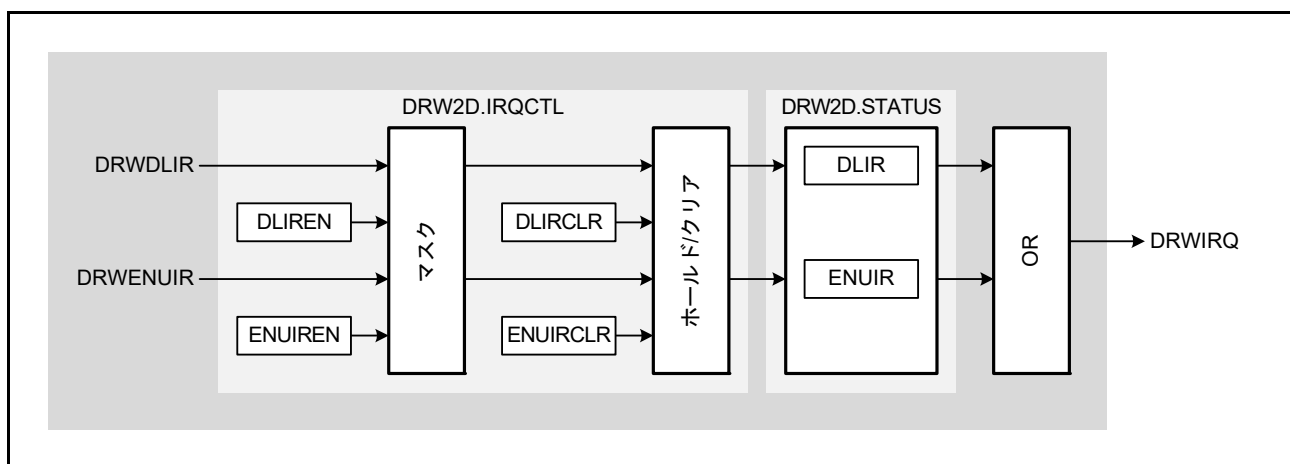 DRW2D.IRQCTL
DRW2D.STATUS
DRWDLIR
DLIREN
DRWENUIR
ENUIREN
マスク
DLIRCLR
ENUIRCLR
ホールド/クリア
DLIR
ENUIR
OR
DRWIRQ